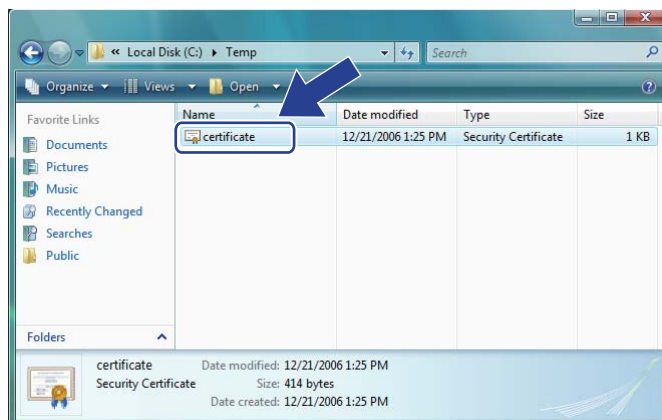 « Local Disk (C:) ▸ Temp
Search
Organize
Views
Open
Favorite Links
Documents
Pictures
Music
Recently Changed
Searches
Public
Folders
Name Date modified Type Size
certificate 12/21/2006 1:25 PM Security Certificate 1 KB
certificate Date modified: 12/21/2006 1:25 PM
Security Certificate Size: 414 bytes
Date created: 12/21/2006 1:25 PM